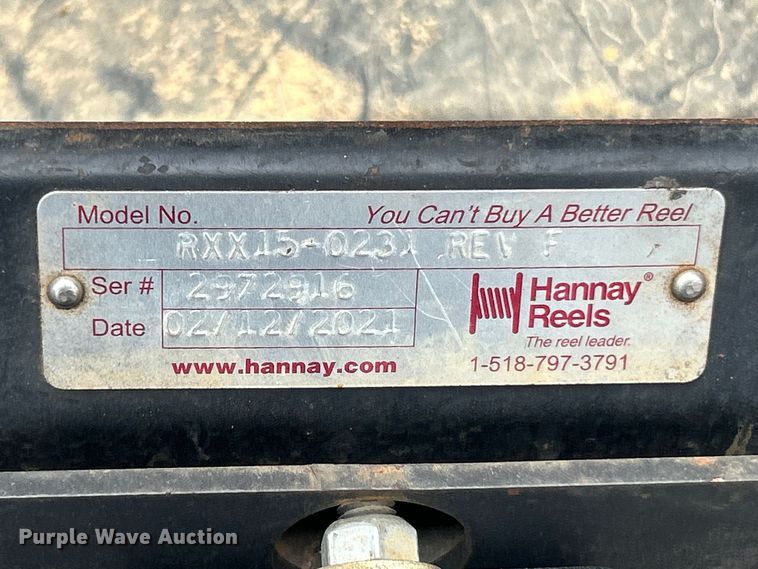 Model No. You Can't Buy A Better Reel
RXX15-0231 REV F
Ser # 2972916
Date 02/12/2021
Hannay®
Reels
The reel leader.
www.hannay.com 1-518-797-3791
Purple Wave Auction